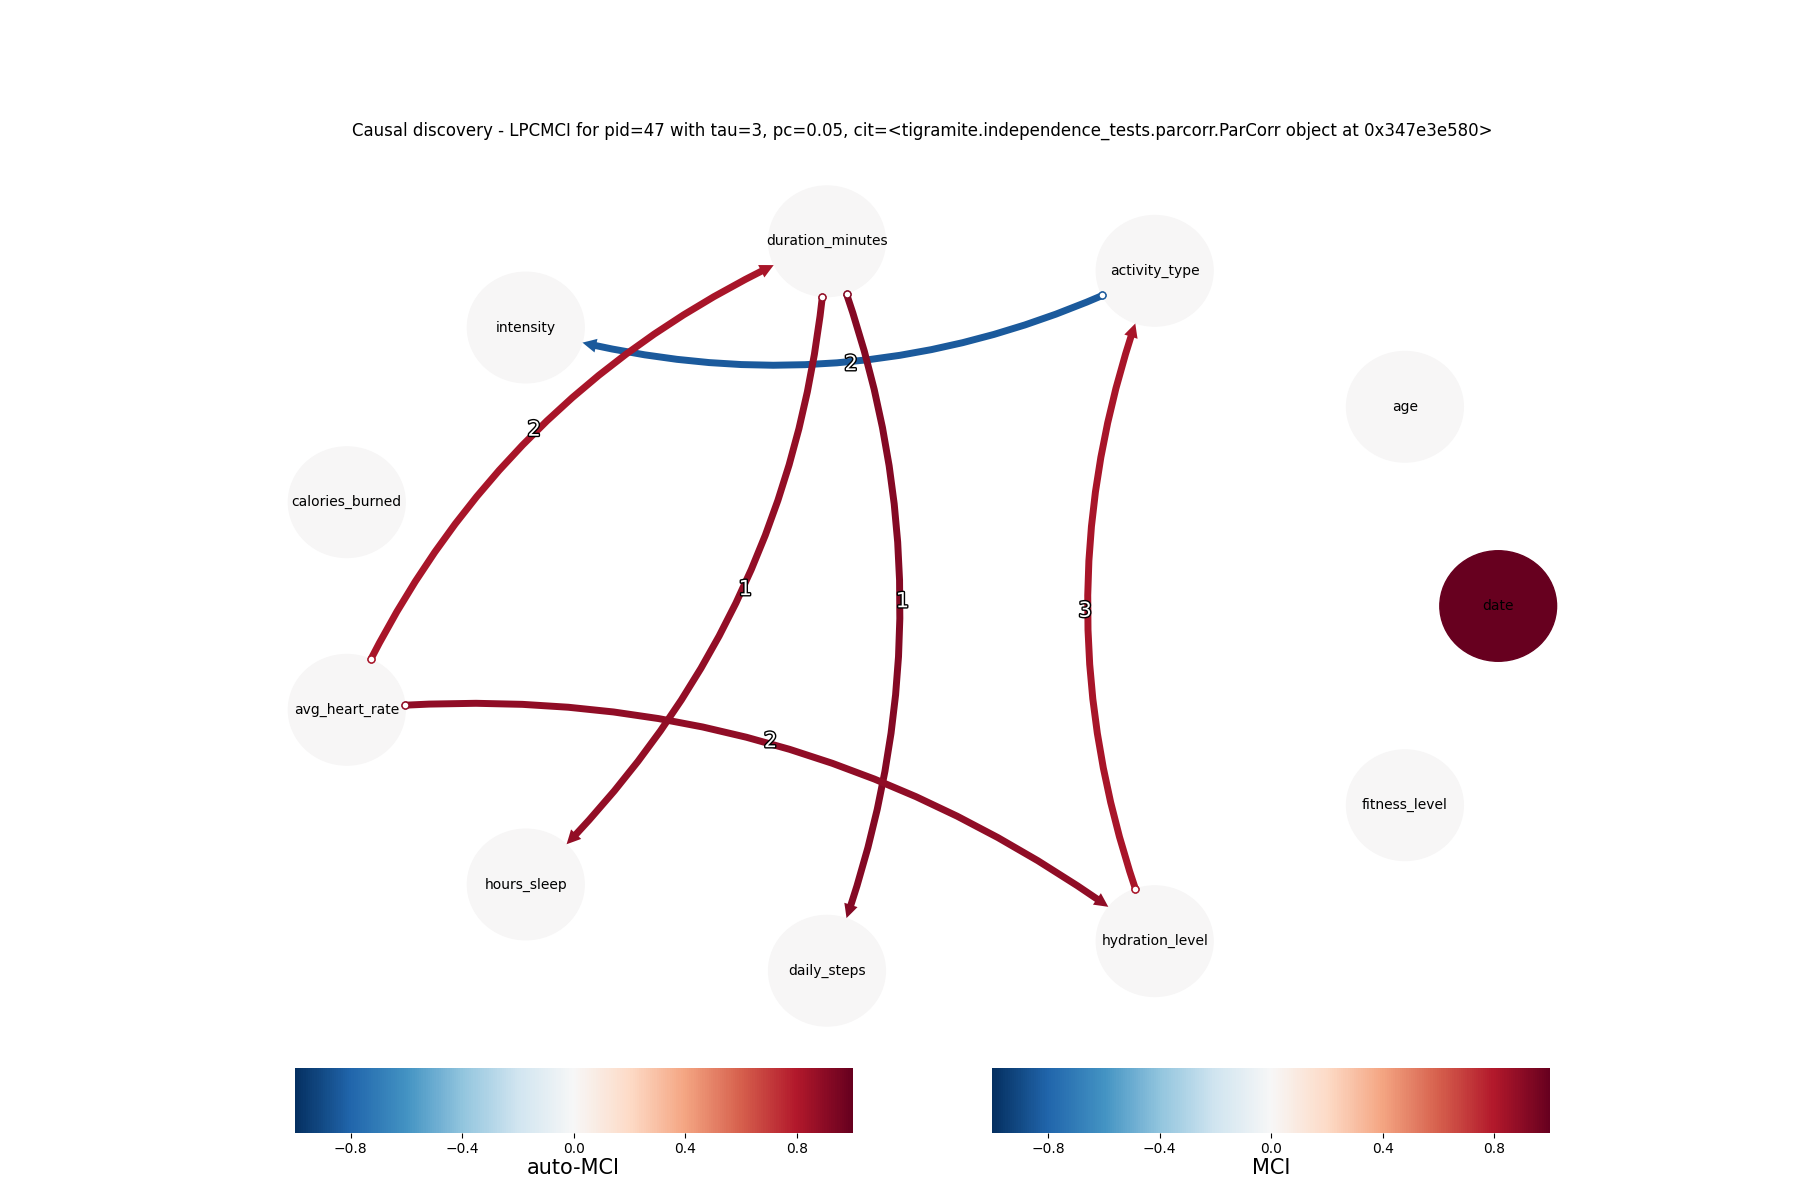 Causal discovery - LPCMCI for pid=47 with tau=3, pc=0.05, cit=<tigramite.independence_tests.parcorr.ParCorr object at 0x347e3e580>
duration_minutes
activity_type
intensity
2
age
2
calories_burned
1
1
3
date
avg_heart_rate
2
fitness_level
hours_sleep
hydration_level
daily_steps
−0.8 −0.4 0.0 0.4 0.8
auto-MCI
−0.8 −0.4 0.0 0.4 0.8
MCI